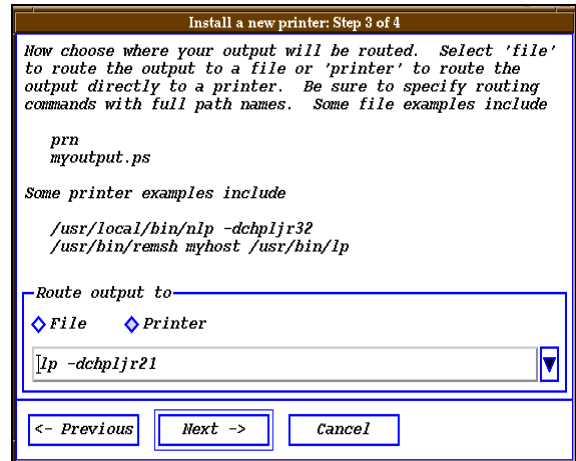 Install a new printer: Step 3 of 4
Now choose where your output will be routed. Select 'file'
to route the output to a file or 'printer' to route the
output directly to a printer. Be sure to specify routing
commands with full path names. Some file examples include
prn
myoutput.ps
Some printer examples include
/usr/local/bin/nlp -dchpljr32
/usr/bin/remsh myhost /usr/bin/lp
Route output to
File Printer
lp -dchpljr21
<- Previous Next -> Cancel